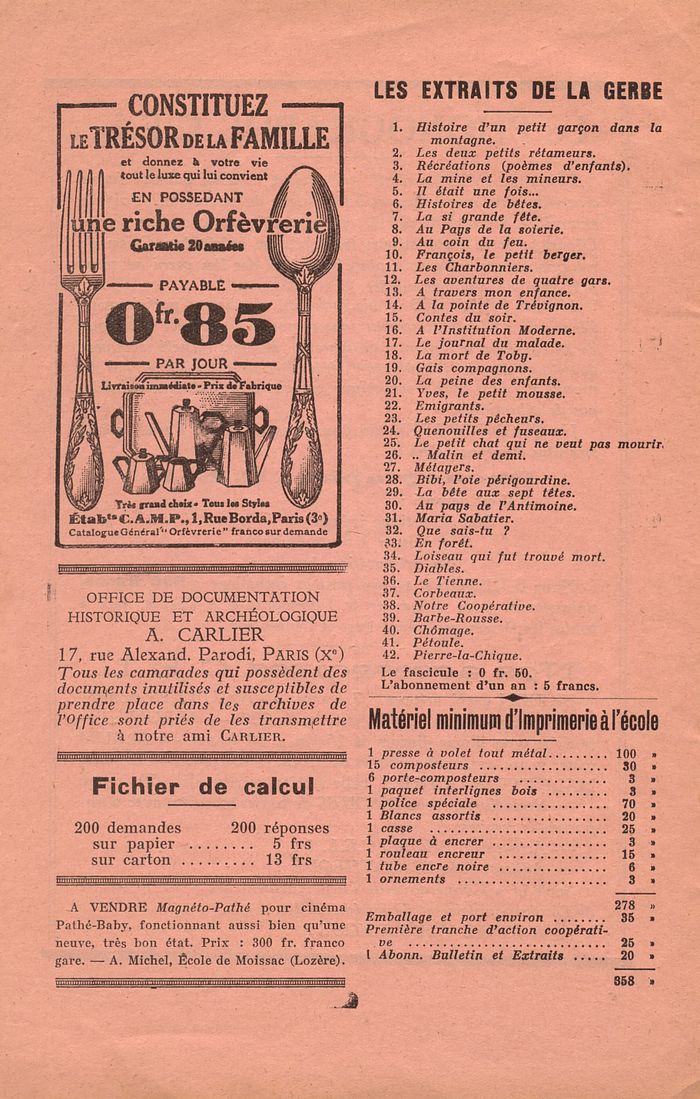 CONSTITUEZ
LE TRÉSOR DE LA FAMILLE
et donnez à votre vie
tout le luxe qui lui convient
EN POSSEDANT
une riche Orfèvrerie
Garantie 20 années
PAYABLE
0fr.85
PAR JOUR
Livraison immédiate - Prix de Fabrique
Très grand choix - Tous les Styles
Étab.ts C.A.M.P., 1, Rue Borda, Paris (3e)
Catalogue Général "Orfèvrerie" franco sur demande
OFFICE DE DOCUMENTATION
HISTORIQUE ET ARCHÉOLOGIQUE
A. CARLIER
17, rue Alexand. Parodi, PARIS (Xe)
Tous les camarades qui possèdent des
documents inutilisés et susceptibles de
prendre place dans les archives de
l'Office sont priés de les transmettre
à notre ami CARLIER.
Fichier de calcul
200 demandes 200 réponses
sur papier ........ 5 frs
sur carton ......... 13 frs
A VENDRE Magnéto-Pathé pour cinéma
Pathé-Baby, fonctionnant aussi bien qu'une
neuve, très bon état. Prix : 300 fr. franco
gare. — A. Michel, École de Moissac (Lozère).
LES EXTRAITS DE LA GERBE
1. Histoire d'un petit garçon dans la
montagne.
2. Les deux petits rétameurs.
3. Récréations (poèmes d'enfants).
4. La mine et les mineurs.
5. Il était une fois...
6. Histoires de bêtes.
7. La si grande fête.
8. Au Pays de la soierie.
9. Au coin du feu.
10. François, le petit berger.
11. Les Charbonniers.
12. Les aventures de quatre gars.
13. A travers mon enfance.
14. A la pointe de Trévignon.
15. Contes du soir.
16. A l'Institution Moderne.
17. Le journal du malade.
18. La mort de Toby.
19. Gais compagnons.
20. La peine des enfants.
21. Yves, le petit mousse.
22. Emigrants.
23. Les petits pêcheurs.
24. Quenouilles et fuseaux.
25. Le petit chat qui ne veut pas mourir.
26. .. Malin et demi.
27. Métayers.
28. Bibi, l'oie périgourdine.
29. La bête aux sept têtes.
30. Au pays de l'Antimoine.
31. Maria Sabatier.
32. Que sais-tu ?
33. En forêt.
34. Loiseau qui fut trouvé mort.
35. Diables.
36. Le Tienne.
37. Corbeaux.
38. Notre Coopérative.
39. Barbe-Rousse.
40. Chômage.
41. Pétoule.
42. Pierre-la-Chique.
Le fascicule : 0 fr. 50.
L'abonnement d'un an : 5 francs.
Matériel minimum d'Imprimerie à l'école
1 presse à volet tout métal......... 100 »
15 composteurs .................. 30 »
6 porte-composteurs ............ 3 »
1 paquet interlignes bois ......... 3 »
1 police spéciale ................ 70 »
1 Blancs assortis ................ 20 »
1 casse ........................ 25 »
1 plaque à encrer ................ 3 »
1 rouleau encreur ................ 15 »
1 tube encre noire ................ 6 »
1 ornements .................... 3 »
278 »
Emballage et port environ ........ 35 »
Première tranche d'action coopérati-
ve ............................ 25 »
1 Abonn. Bulletin et Extraits ..... 20 »
358 »